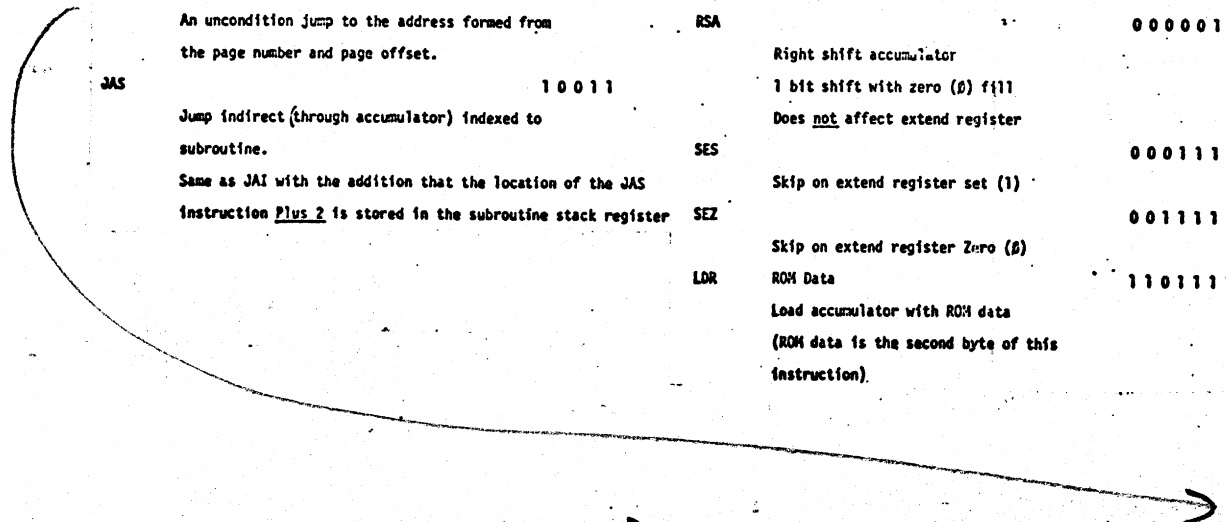 An uncondition jump to the address formed from
the page number and page offset.
JAS 10011
Jump indirect (through accumulator) indexed to
subroutine.
Same as JAI with the addition that the location of the JAS
instruction Plus 2 is stored in the subroutine stack register
RSA 000001
Right shift accumulator
1 bit shift with zero (Ø) fill
Does not affect extend register
SES 000111
Skip on extend register set (1)
SEZ 001111
Skip on extend register Zero (Ø)
LDR ROM Data 110111
Load accumulator with ROM data
(ROM data is the second byte of this
instruction).